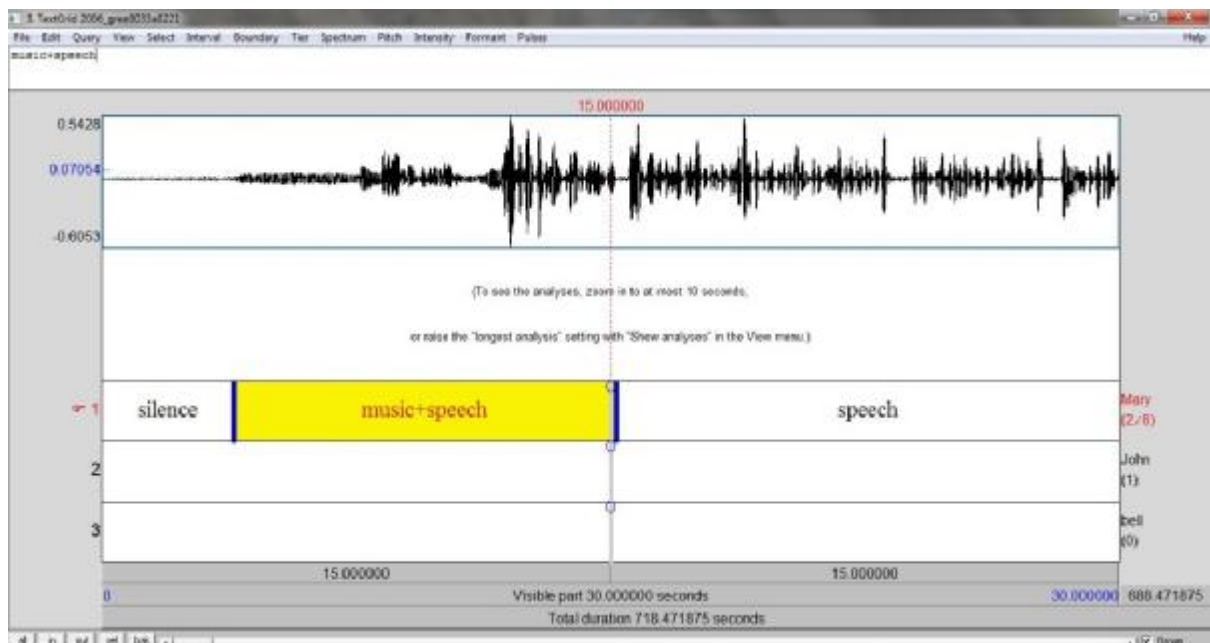 3. TextGrid 2006_
File Edit Query View Select Interval Boundary Tier Spectrum Pitch Intensity Formant Pulses Help
music+speech
15.000000
0.5428
0.07054
-0.6053
(To see the analyses, zoom in to at most 10 seconds,
or raise the "longest analysis" setting with "Show analyses" in the View menu.)
1 silence music+speech speech Mary
(2/8)
2 John
(1)
3 bell
(0)
15.000000 15.000000
0 Visible part 30.000000 seconds 30.000000 688.471875
Total duration 718.471875 seconds